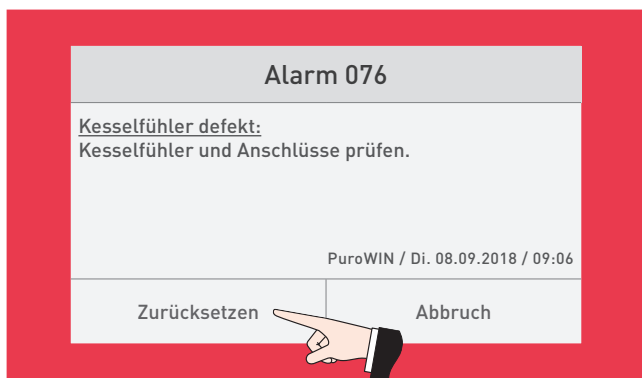 Alarm 076
Kesselfühler defekt:
Kesselfühler und Anschlüsse prüfen.
PuroWIN / Di. 08.09.2018 / 09:06
Zurücksetzen
Abbruch